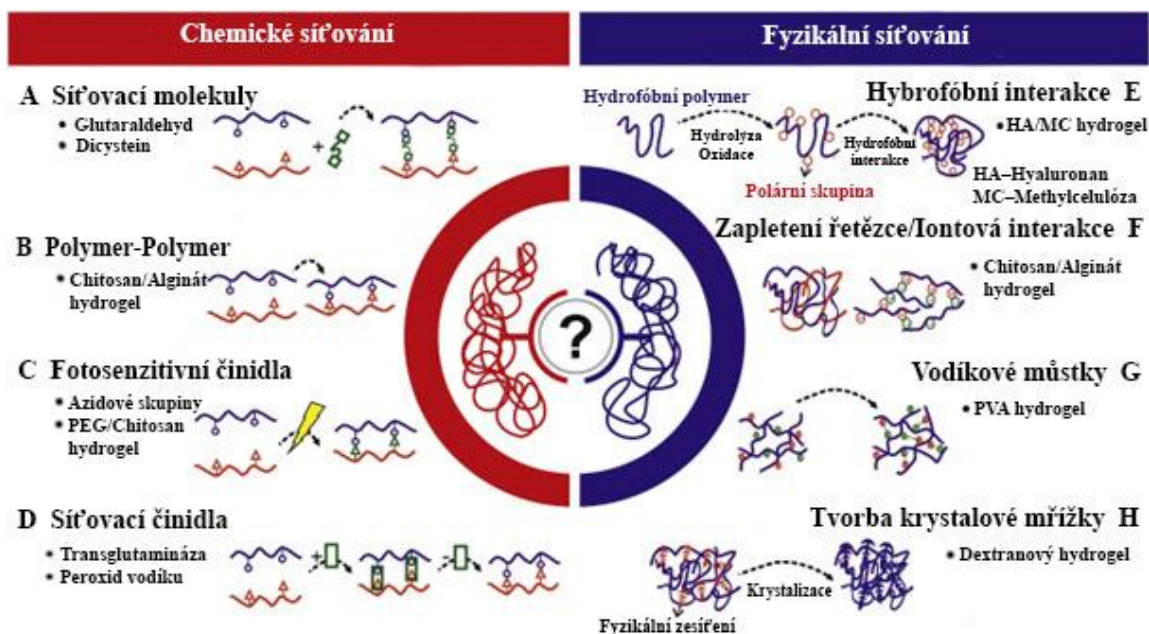 Chemické síťování
A Síťovací molekuly
• Glutaraldehyd
• Dicystein
+
B Polymer-Polymer
• Chitosan/Alginát
hydrogel
C Fotosenzitivní činidla
• Azidové skupiny
• PEG/Chitosan
hydrogel
D Síťovací činidla
• Transglutamináza
• Peroxid vodíku
+
-
?
Fyzikální síťování
Hybrofóbní interakce E
Hydrofóbní polymer
Hydrolýza
Oxidace
Hydrofóbní
interakce
Polární skupina
• HA/MC hydrogel
HA–Hyaluronan
MC–Methylcelulóza
Zapletení řetězce/Iontová interakce F
• Chitosan/Alginát
hydrogel
Vodíkové můstky G
• PVA hydrogel
Tvorba krystalové mřížky H
• Dextranový hydrogel
Krystalizace
Fyzikální zesítění